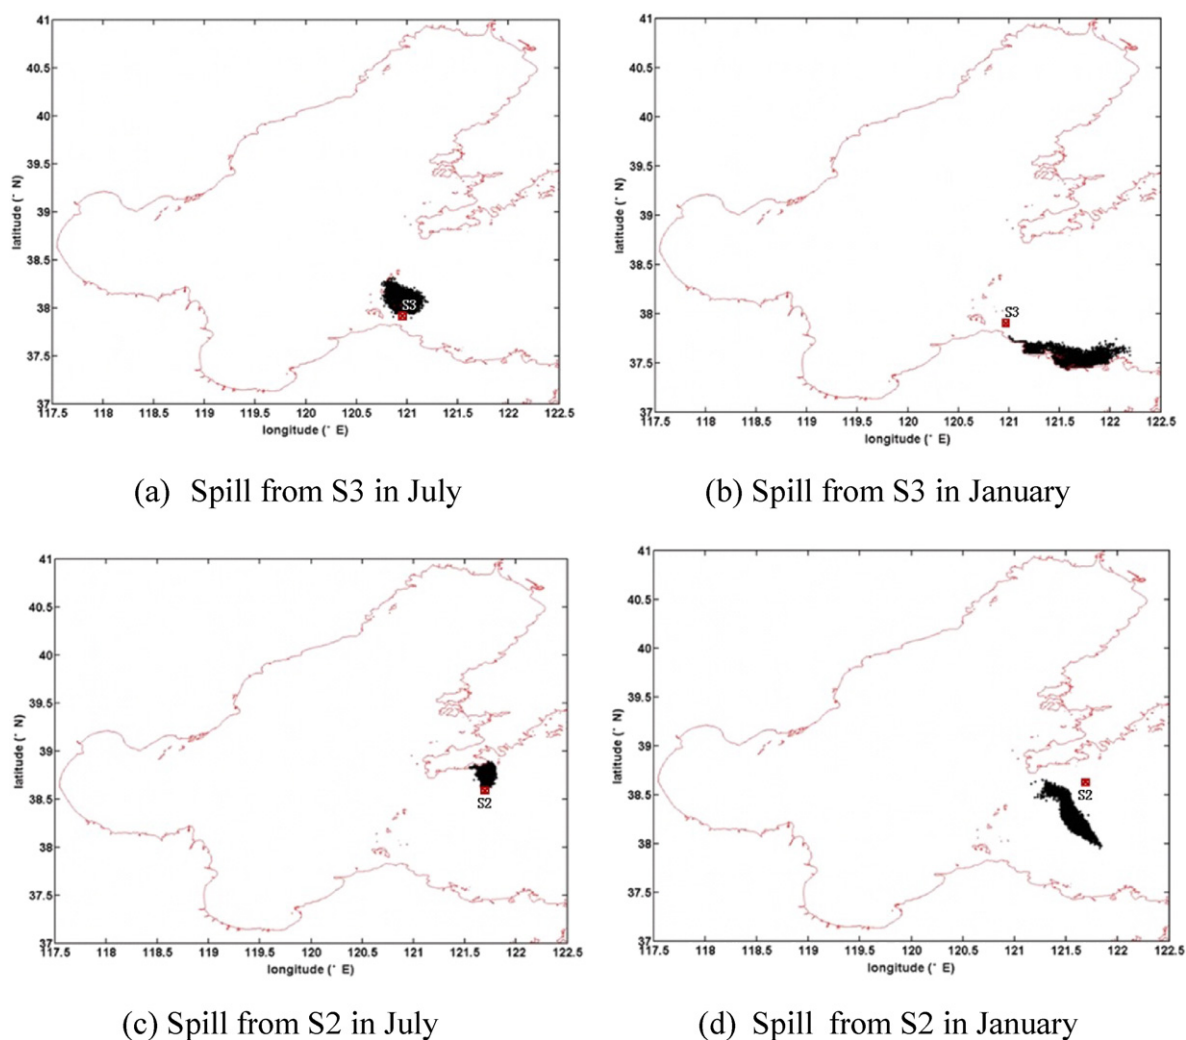 41
40.5
40
39.5
39
38.5
38
37.5
37
latitude (° N)
S3
117.5 118 118.5 119 119.5 120 120.5 121 121.5 122 122.5
longitude (° E)
(a) Spill from S3 in July
41
40.5
40
39.5
39
38.5
38
37.5
37
latitude (° N)
S3
117.5 118 118.5 119 119.5 120 120.5 121 121.5 122 122.5
longitude (° E)
(b) Spill from S3 in January
41
40.5
40
39.5
39
38.5
38
37.5
37
latitude (° N)
S2
117.5 118 118.5 119 119.5 120 120.5 121 121.5 122 122.5
longitude (° E)
(c) Spill from S2 in July
41
40.5
40
39.5
39
38.5
38
37.5
37
latitude (° N)
S2
117.5 118 118.5 119 119.5 120 120.5 121 121.5 122 122.5
longitude (° E)
(d) Spill from S2 in January